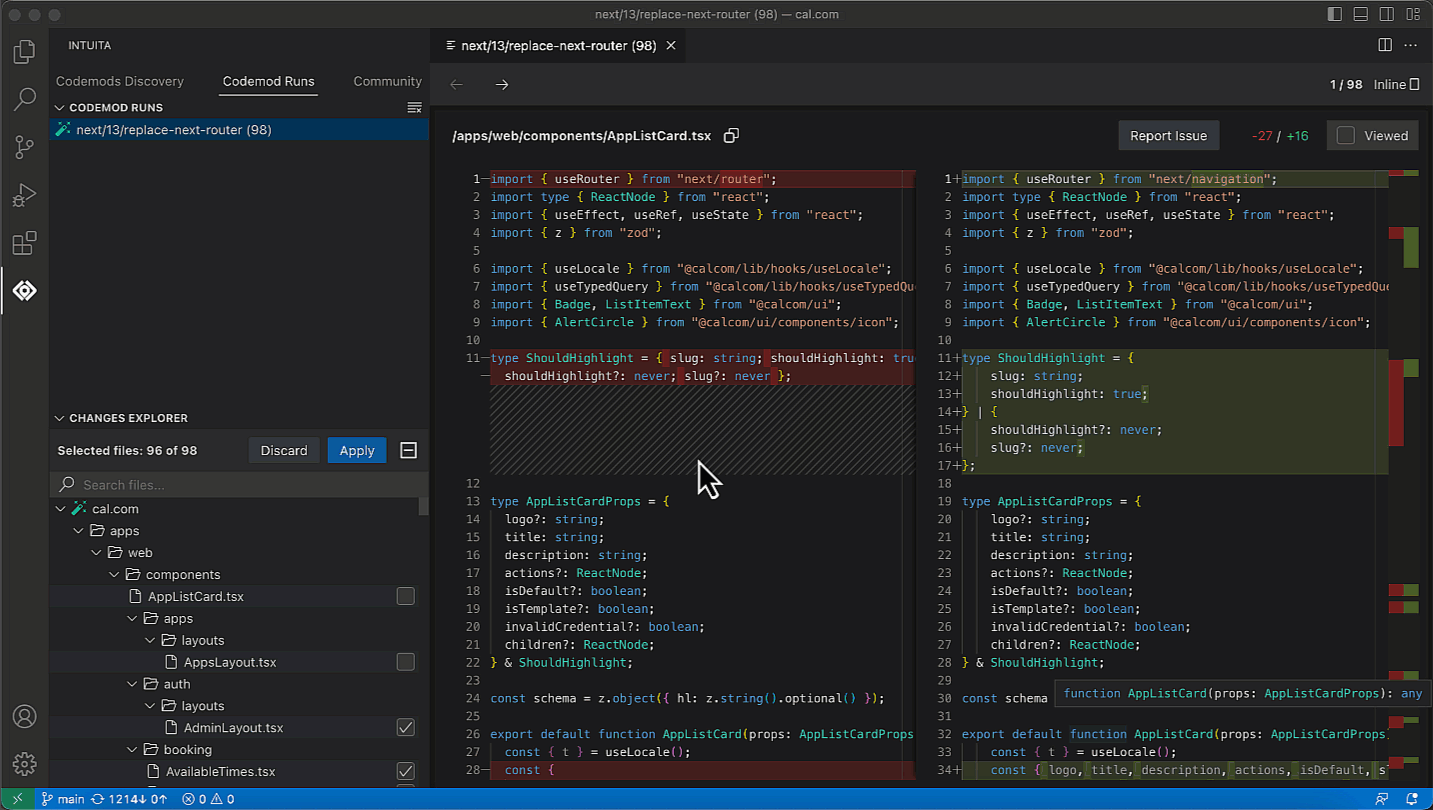 next/13/replace-next-router (98) — cal.com
INTUITA
Codemods Discovery
Codemod Runs
Community
CODEMOD RUNS
next/13/replace-next-router (98)
CHANGES EXPLORER
Selected files: 96 of 98
Discard
Apply
Search files...
cal.com
apps
web
components
AppListCard.tsx
apps
layouts
AppsLayout.tsx
auth
layouts
AdminLayout.tsx
booking
AvailableTimes.tsx
next/13/replace-next-router (98)
1 / 98 Inline
/apps/web/components/AppListCard.tsx
Report Issue
-27 / +16
Viewed
1— import { useRouter } from "next/router";
2 import type { ReactNode } from "react";
3 import { useEffect, useRef, useState } from "react";
4 import { z } from "zod";
5
6 import { useLocale } from "@calcom/lib/hooks/useLocale";
7 import { useTypedQuery } from "@calcom/lib/hooks/useTypedQu
8 import { Badge, ListItemText } from "@calcom/ui";
9 import { AlertCircle } from "@calcom/ui/components/icon";
10
11— type ShouldHighlight = { slug: string; shouldHighlight: tru
— shouldHighlight?: never; slug?: never };
12
13 type AppListCardProps = {
14 logo?: string;
15 title: string;
16 description: string;
17 actions?: ReactNode;
18 isDefault?: boolean;
19 isTemplate?: boolean;
20 invalidCredential?: boolean;
21 children?: ReactNode;
22 } & ShouldHighlight;
23
24 const schema = z.object({ hl: z.string().optional() });
25
26 export default function AppListCard(props: AppListCardProps
27 const { t } = useLocale();
28— const {
1+ import { useRouter } from "next/navigation";
2 import type { ReactNode } from "react";
3 import { useEffect, useRef, useState } from "react";
4 import { z } from "zod";
5
6 import { useLocale } from "@calcom/lib/hooks/useLocale";
7 import { useTypedQuery } from "@calcom/lib/hooks/useTypedQue
8 import { Badge, ListItemText } from "@calcom/ui";
9 import { AlertCircle } from "@calcom/ui/components/icon";
10
11+ type ShouldHighlight = {
12+ slug: string;
13+ shouldHighlight: true;
14+ } | {
15+ shouldHighlight?: never;
16+ slug?: never;
17+ };
18
19 type AppListCardProps = {
20 logo?: string;
21 title: string;
22 description: string;
23 actions?: ReactNode;
24 isDefault?: boolean;
25 isTemplate?: boolean;
26 invalidCredential?: boolean;
27 children?: ReactNode;
28 } & ShouldHighlight;
29
30 const schema
function AppListCard(props: AppListCardProps): any
31
32 export default function AppListCard(props: AppListCardProps
33 const { t } = useLocale();
34+ const { logo, title, description, actions, isDefault, s
main 1214↓ 0↑ 0 0